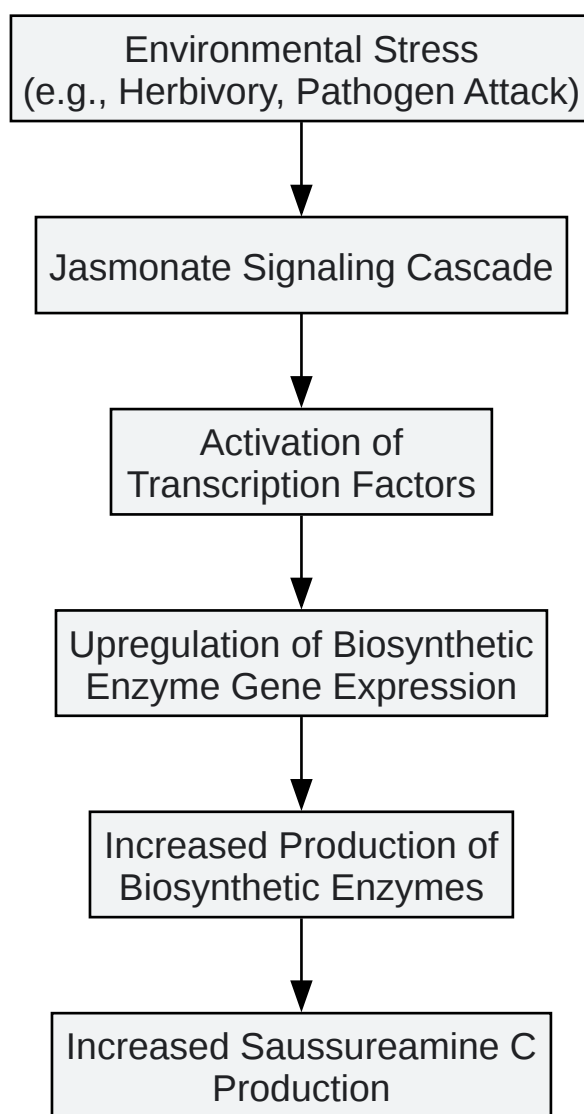 Environmental Stress
(e.g., Herbivory, Pathogen Attack)
Jasmonate Signaling Cascade
Activation of
Transcription Factors
Upregulation of Biosynthetic
Enzyme Gene Expression
Increased Production of
Biosynthetic Enzymes
Increased Saussureamine C
Production